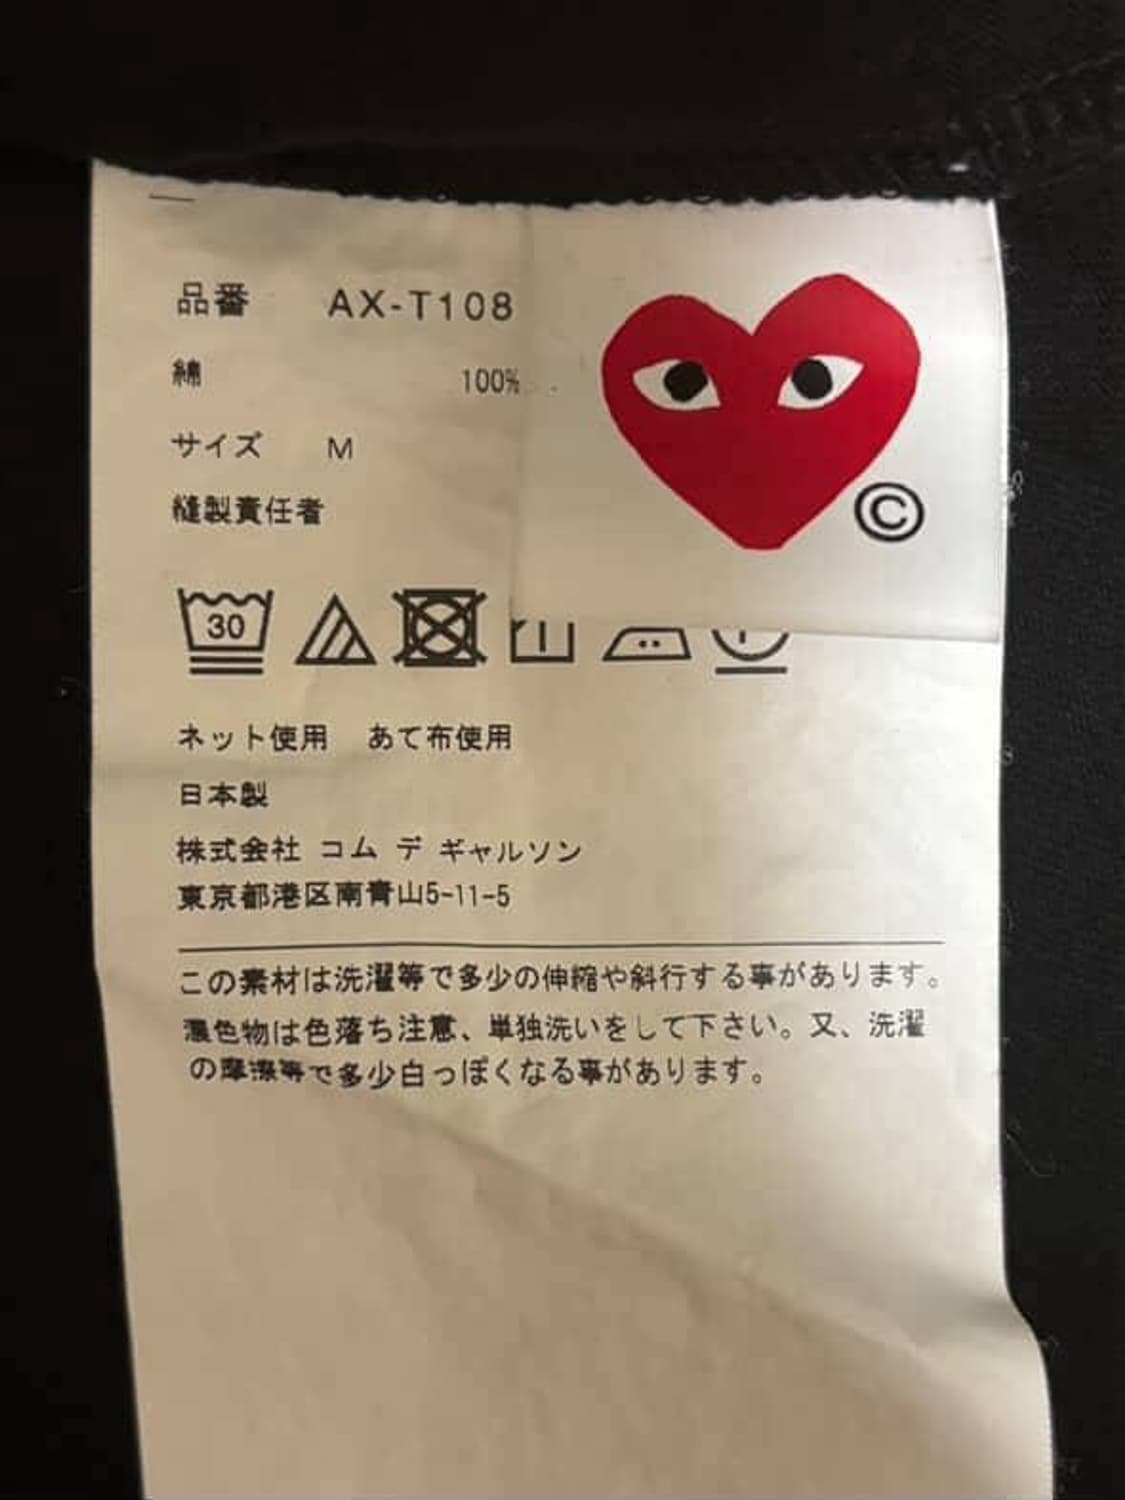 品番 AX-T108
綿 100%
サイズ M
縫製責任者
©
30
ネット使用 あて布使用
日本製
株式会社 コム デ ギャルソン
東京都港区南青山5-11-5
この素材は洗濯等で多少の伸縮や斜行する事があります。
濃色物は色落ち注意、単独洗いをして下さい。又、洗濯
の摩擦等で多少白っぽくなる事があります。